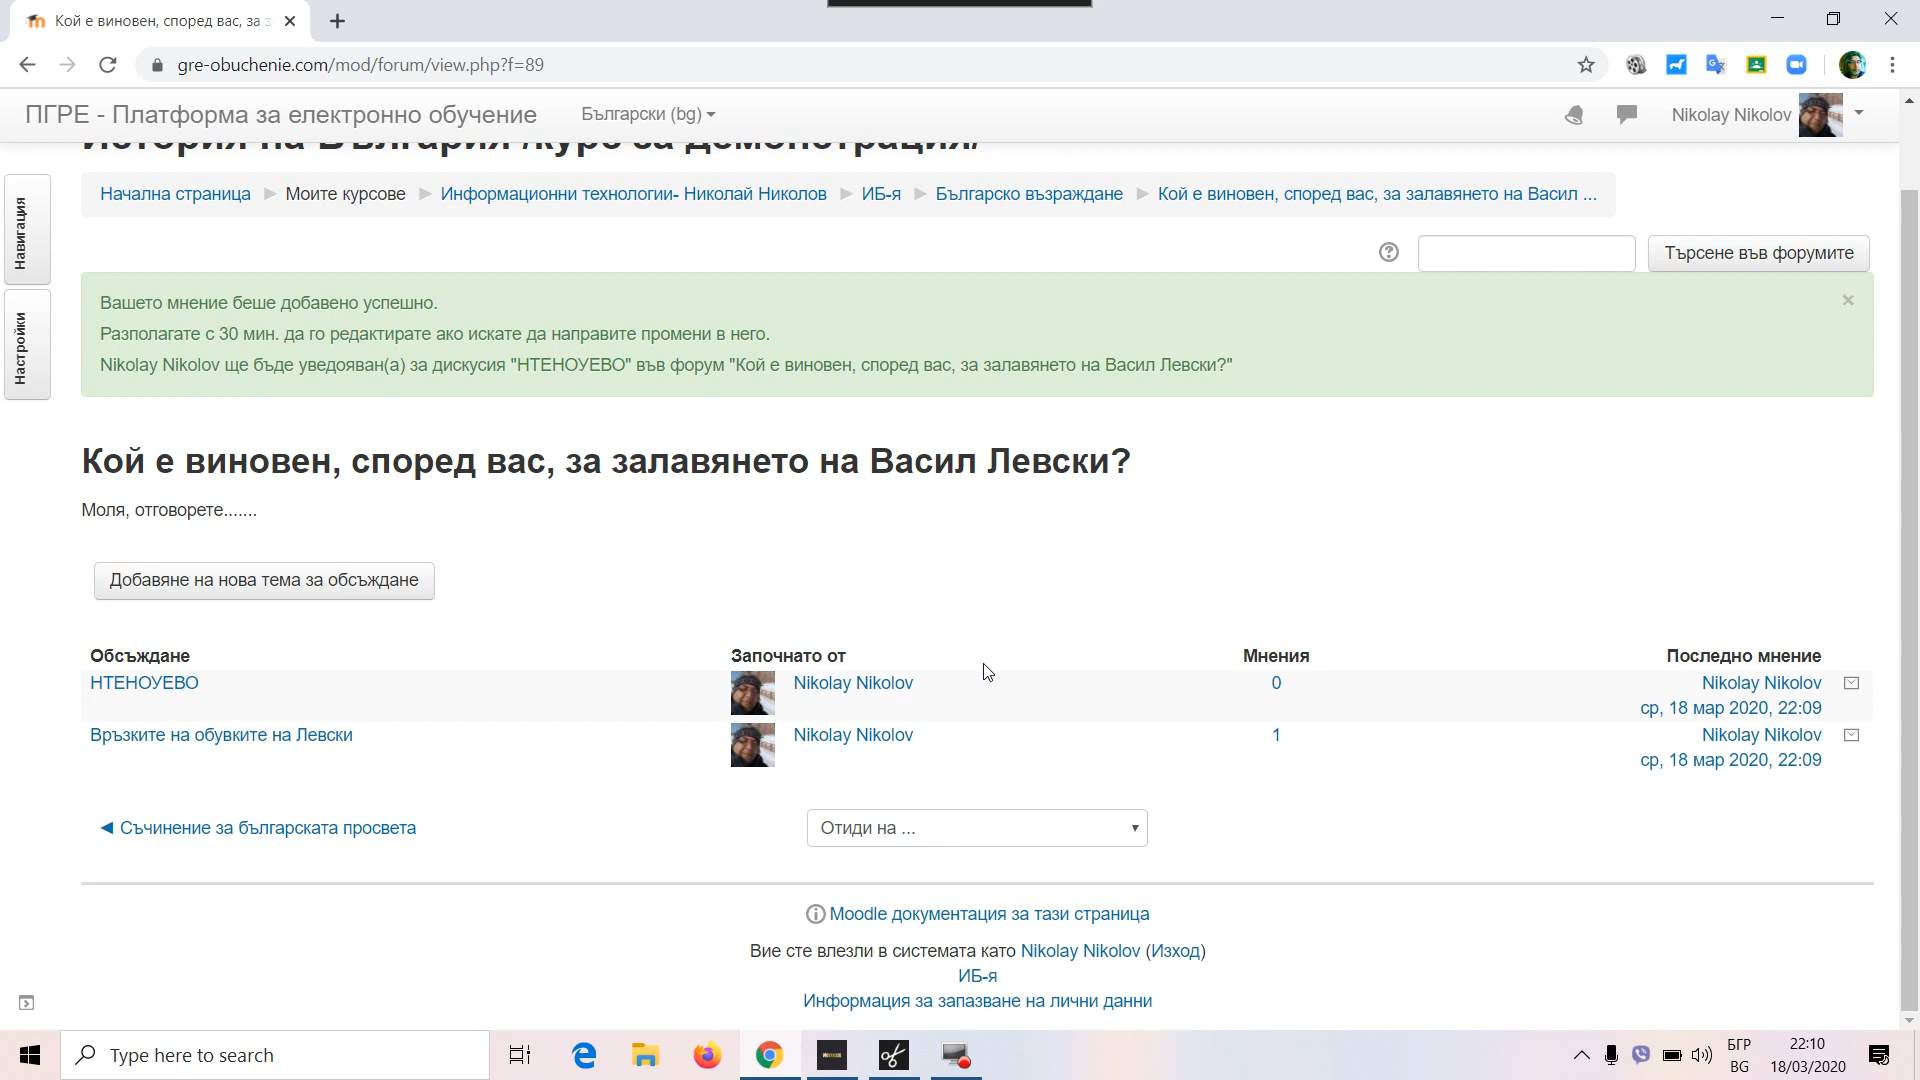 Кой е виновен, според вас, за з
gre-obuchenie.com/mod/forum/view.php?f=89
ПГРЕ - Платформа за електронно обучение
Български (bg)
Nikolay Nikolov
История на България /курс за демонстрация/
Начална страница
Моите курсове
Информационни технологии- Николай Николов
ИБ-я
Българско възраждане
Кой е виновен, според вас, за залавянето на Васил ...
Навигация
Настройки
Търсене във форумите
Вашето мнение беше добавено успешно.
Разполагате с 30 мин. да го редактирате ако искате да направите промени в него.
Nikolay Nikolov ще бъде уведояван(а) за дискусия "НТЕНОУЕВО" във форум "Кой е виновен, според вас, за залавянето на Васил Левски?"
×
Кой е виновен, според вас, за залавянето на Васил Левски?
Моля, отговорете.......
Добавяне на нова тема за обсъждане
Обсъждане
Започнато от
Мнения
Последно мнение
НТЕНОУЕВО
Nikolay Nikolov
0
Nikolay Nikolov
ср, 18 мар 2020, 22:09
Връзките на обувките на Левски
Nikolay Nikolov
1
Nikolay Nikolov
ср, 18 мар 2020, 22:09
◄ Съчинение за българската просвета
Отиди на ...
Moodle документация за тази страница
Вие сте влезли в системата като Nikolay Nikolov (Изход)
ИБ-я
Информация за запазване на лични данни
Type here to search
БГР
BG
22:10
18/03/2020